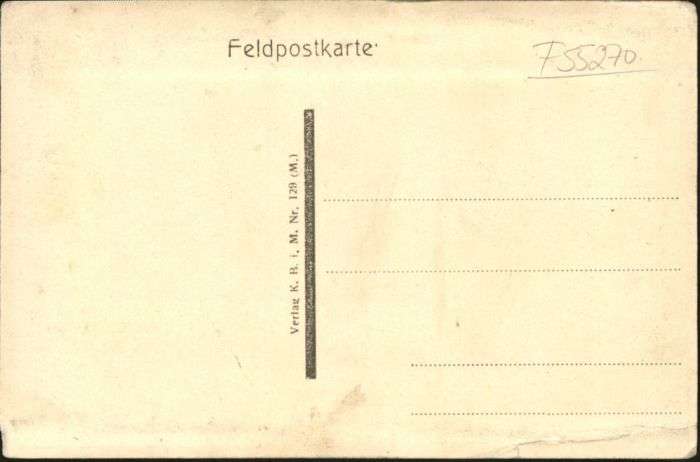 Feldpostkarte
F55270.
Verlag K. B. i. M. Nr. 129 (M.)